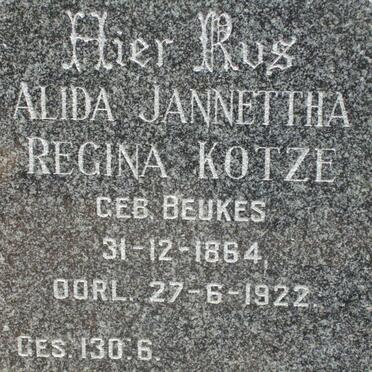 Hier Rus
ALIDA JANNETTHA
REGINA KOTZE
GEB. BEUKES
31-12-1864,
OORL. 27-6-1922.
GES. 130:6.